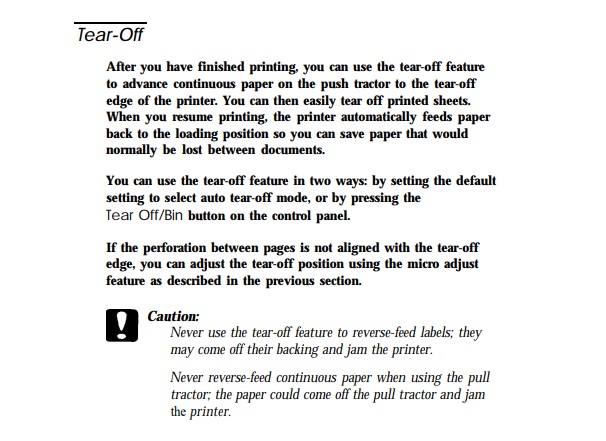 Tear-Off
After you have finished printing, you can use the tear-off feature
to advance continuous paper on the push tractor to the tear-off
edge of the printer. You can then easily tear off printed sheets.
When you resume printing, the printer automatically feeds paper
back to the loading position so you can save paper that would
normally be lost between documents.
You can use the tear-off feature in two ways: by setting the default
setting to select auto tear-off mode, or by pressing the
Tear Off/Bin button on the control panel.
If the perforation between pages is not aligned with the tear-off
edge, you can adjust the tear-off position using the micro adjust
feature as described in the previous section.
Caution:
Never use the tear-off feature to reverse-feed labels; they
may come off their backing and jam the printer.
Never reverse-feed continuous paper when using the pull
tractor; the paper could come off the pull tractor and jam
the printer.